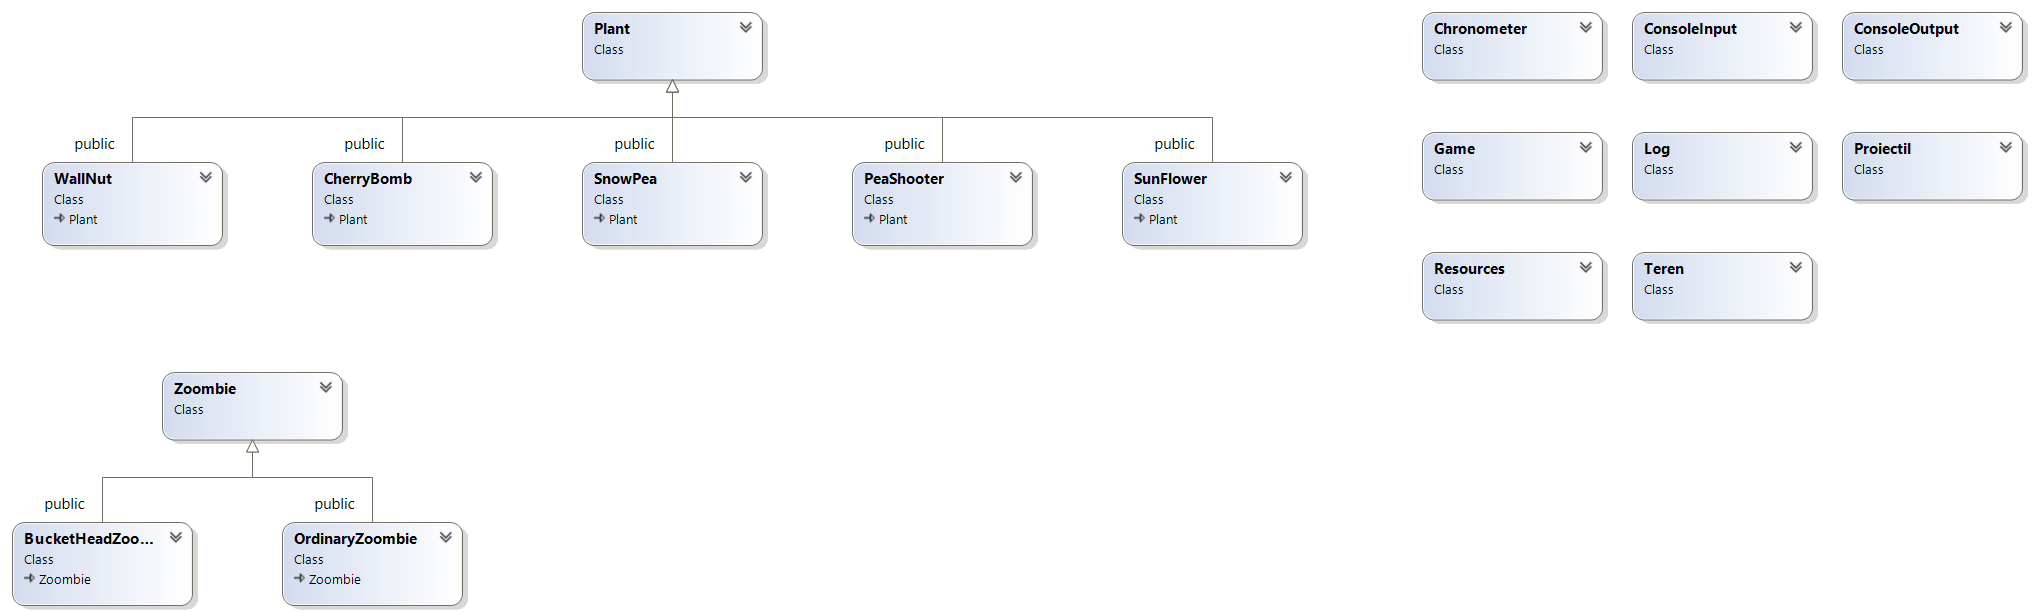 Plant
Class
public
WallNut
Class
Plant
public
CherryBomb
Class
Plant
public
SnowPea
Class
Plant
public
PeaShooter
Class
Plant
public
SunFlower
Class
Plant
Chronometer
Class
ConsoleInput
Class
ConsoleOutput
Class
Game
Class
Log
Class
Proiectil
Class
Resources
Class
Teren
Class
Zoombie
Class
public
BucketHeadZoo...
Class
Zoombie
public
OrdinaryZoombie
Class
Zoombie